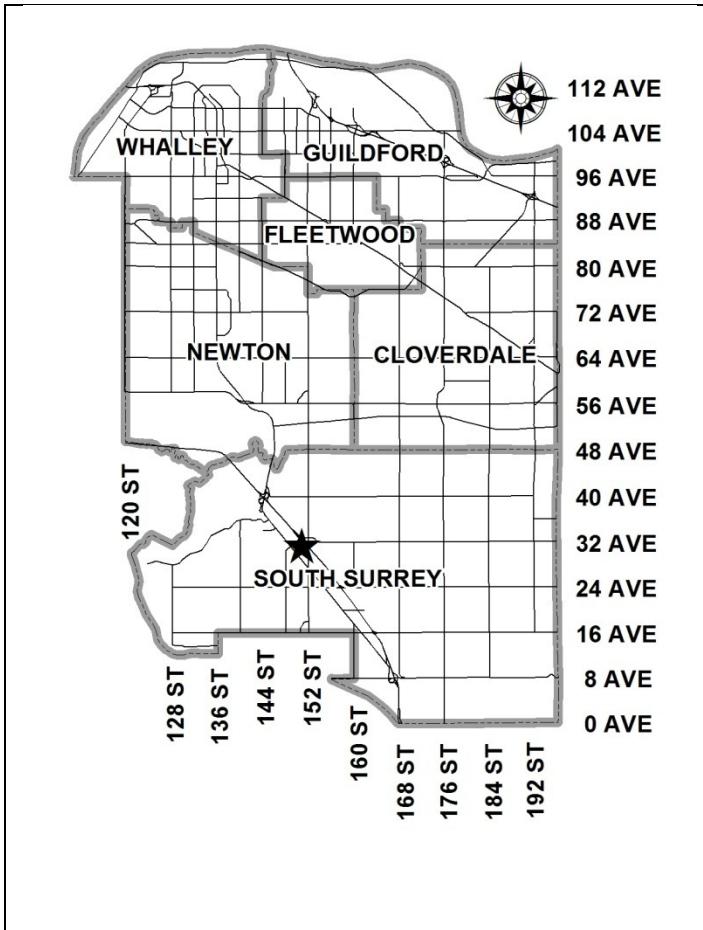 112 AVE
104 AVE
WHALLEY
GUILDFORD
96 AVE
88 AVE
FLEETWOOD
80 AVE
72 AVE
NEWTON
CLOVERDALE
64 AVE
56 AVE
48 AVE
120 ST
40 AVE
32 AVE
SOUTH SURREY
24 AVE
16 AVE
128 ST
136 ST
144 ST
152 ST
160 ST
168 ST
176 ST
184 ST
192 ST
8 AVE
0 AVE